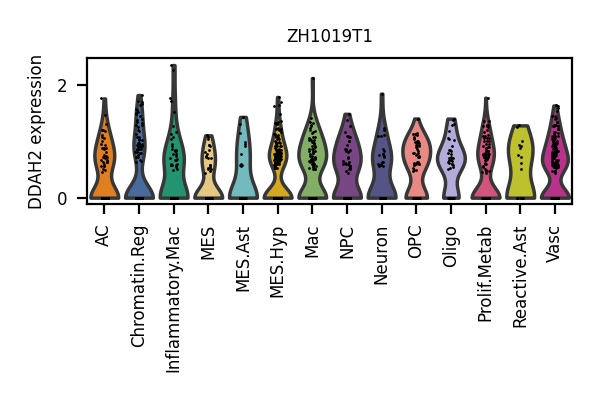 ZH1019T1
DDAH2 expression
2
0
AC
Chromatin.Reg
Inflammatory.Mac
MES
MES.Ast
MES.Hyp
Mac
NPC
Neuron
OPC
Oligo
Prolif.Metab
Reactive.Ast
Vasc